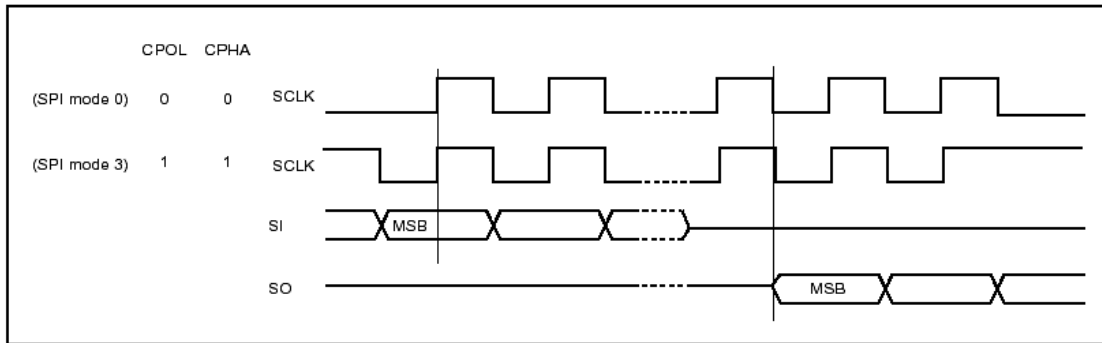 CPOL CPHA
(SPI mode 0) 0 0 SCLK
(SPI mode 3) 1 1 SCLK
SI MSB
SO MSB